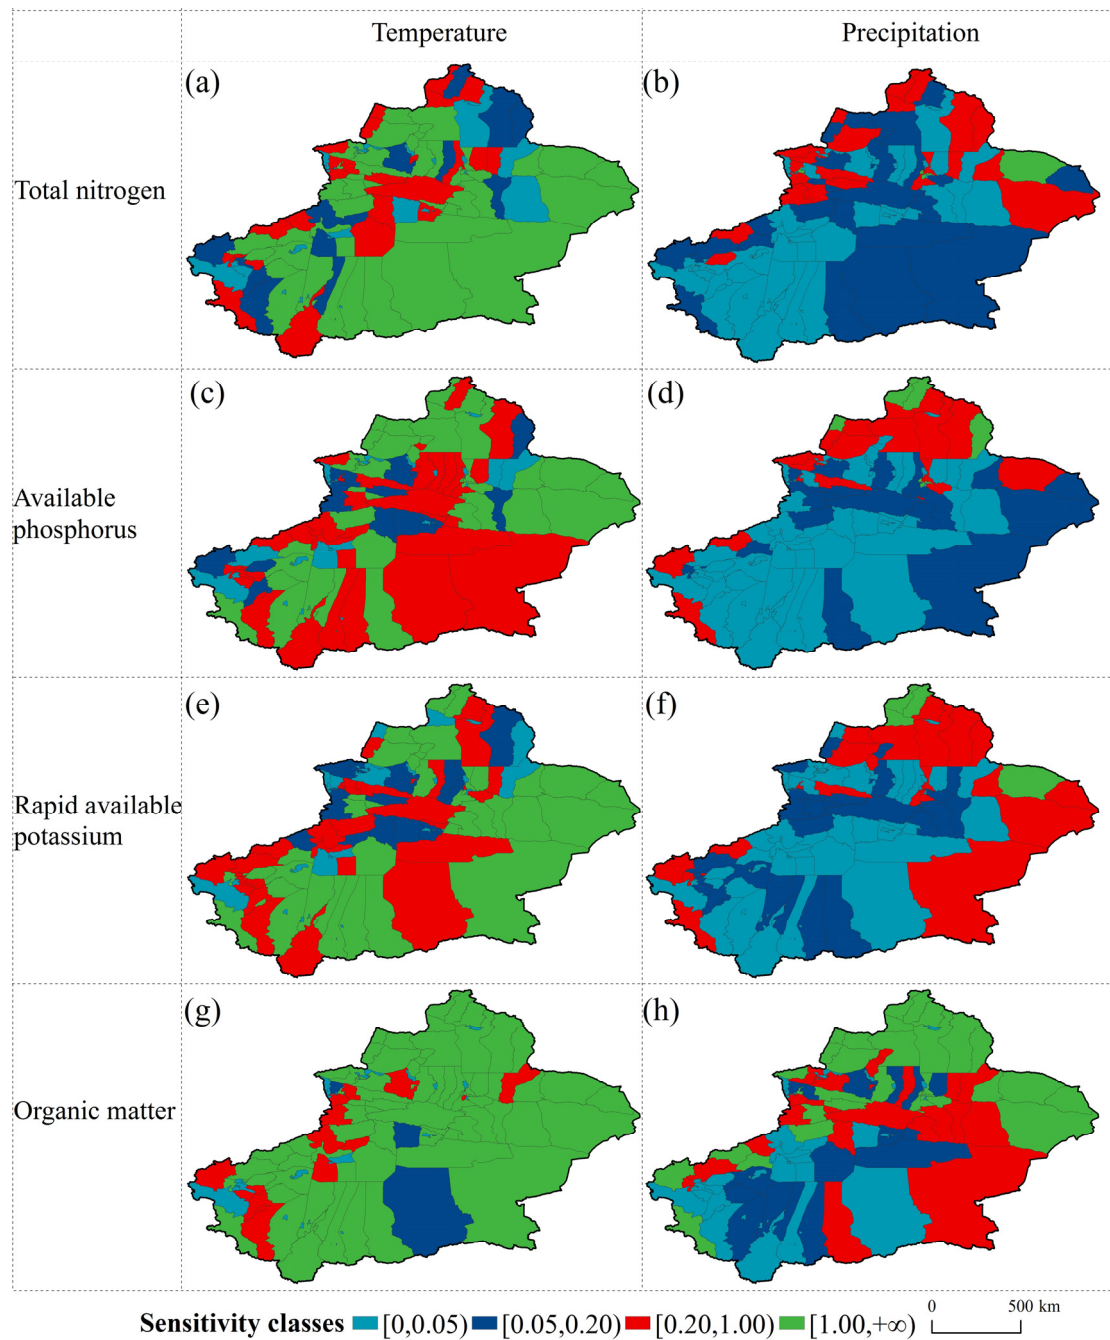 Temperature
Precipitation
(a)
(b)
Total nitrogen
(c)
(d)
Available
phosphorus
(e)
(f)
Rapid available
potassium
(g)
(h)
Organic matter
0 500 km
Sensitivity classes [0,0.05) [0.05,0.20) [0.20,1.00) [1.00,+∞)